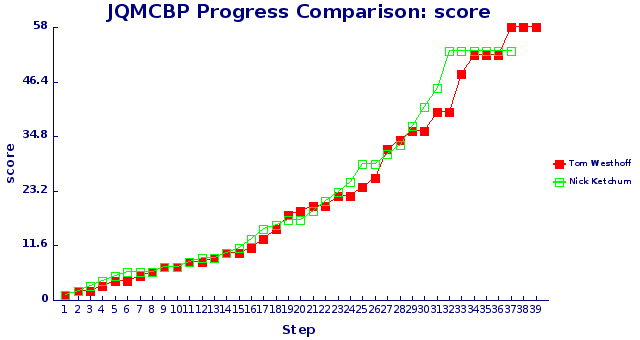 JQMCBP Progress Comparison: score
58
46.4
34.8
23.2
11.6
0
score
1 2 3 4 5 6 7 8 9 10 11 12 13 14 15 16 17 18 19 20 21 22 23 24 25 26 27 28 29 30 31 32 33 34 35 36 37 38 39
Step
Tom Westhoff
Nick Ketchum